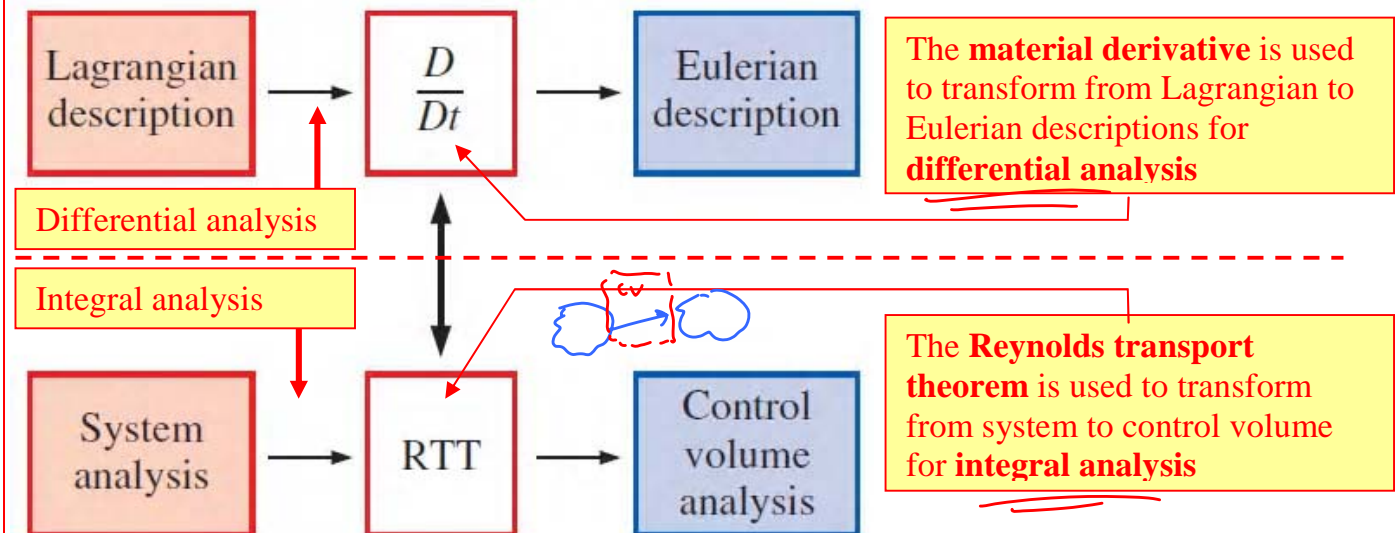 Lagrangian
description
D
Dt
Eulerian
description
The material derivative is used
to transform from Lagrangian to
Eulerian descriptions for
differential analysis
Differential analysis
Integral analysis
cv
System
analysis
RTT
Control
volume
analysis
The Reynolds transport
theorem is used to transform
from system to control volume
for integral analysis